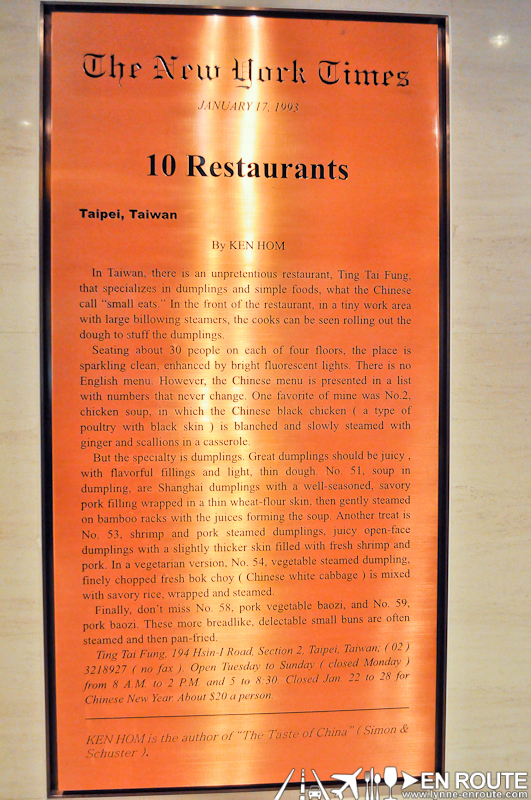 The New York Times
JANUARY 17, 1993
10 Restaurants
Taipei, Taiwan
By KEN HOM
In Taiwan, there is an unpretentious restaurant, Ting Tai Fung,
that specializes in dumplings and simple foods, what the Chinese
call "small eats." In the front of the restaurant, in a tiny work area
with large billowing steamers, the cooks can be seen rolling out the
dough to stuff the dumplings.
Seating about 30 people on each of four floors, the place is
sparkling clean, enhanced by bright fluorescent lights. There is no
English menu. However, the Chinese menu is presented in a list
with numbers that never change. One favorite of mine was No.2,
chicken soup, in which the Chinese black chicken ( a type of
poultry with black skin ) is blanched and slowly steamed with
ginger and scallions in a casserole.
But the specialty is dumplings. Great dumplings should be juicy ,
with flavorful fillings and light, thin dough. No. 51, soup in
dumpling, are Shanghai dumplings with a well-seasoned, savory
pork filling wrapped in a thin wheat-flour skin, then gently steamed
on bamboo racks with the juices forming the soup. Another treat is
No. 53, shrimp and pork steamed dumplings, juicy open-face
dumplings with a slightly thicker skin filled with fresh shrimp and
pork. In a vegetarian version, No. 54, vegetable steamed dumpling,
finely chopped fresh bok choy ( Chinese white cabbage ) is mixed
with savory rice, wrapped and steamed.
Finally, don't miss No. 58, pork vegetable baozi, and No. 59,
pork baozi. These more breadlike, delectable small buns are often
steamed and then pan-fried.
Ting Tai Fung, 194 Hsin-I Road, Section 2, Taipei, Taiwan; ( 02 )
3218927 ( no fax ). Open Tuesday to Sunday ( closed Monday )
from 8 A.M. to 2 P.M. and 5 to 8:30. Closed Jan. 22 to 28 for
Chinese New Year. About $20 a person.
KEN HOM is the author of "The Taste of China" ( Simon &
Schuster ).
EN ROUTE
www.lynne-enroute.com